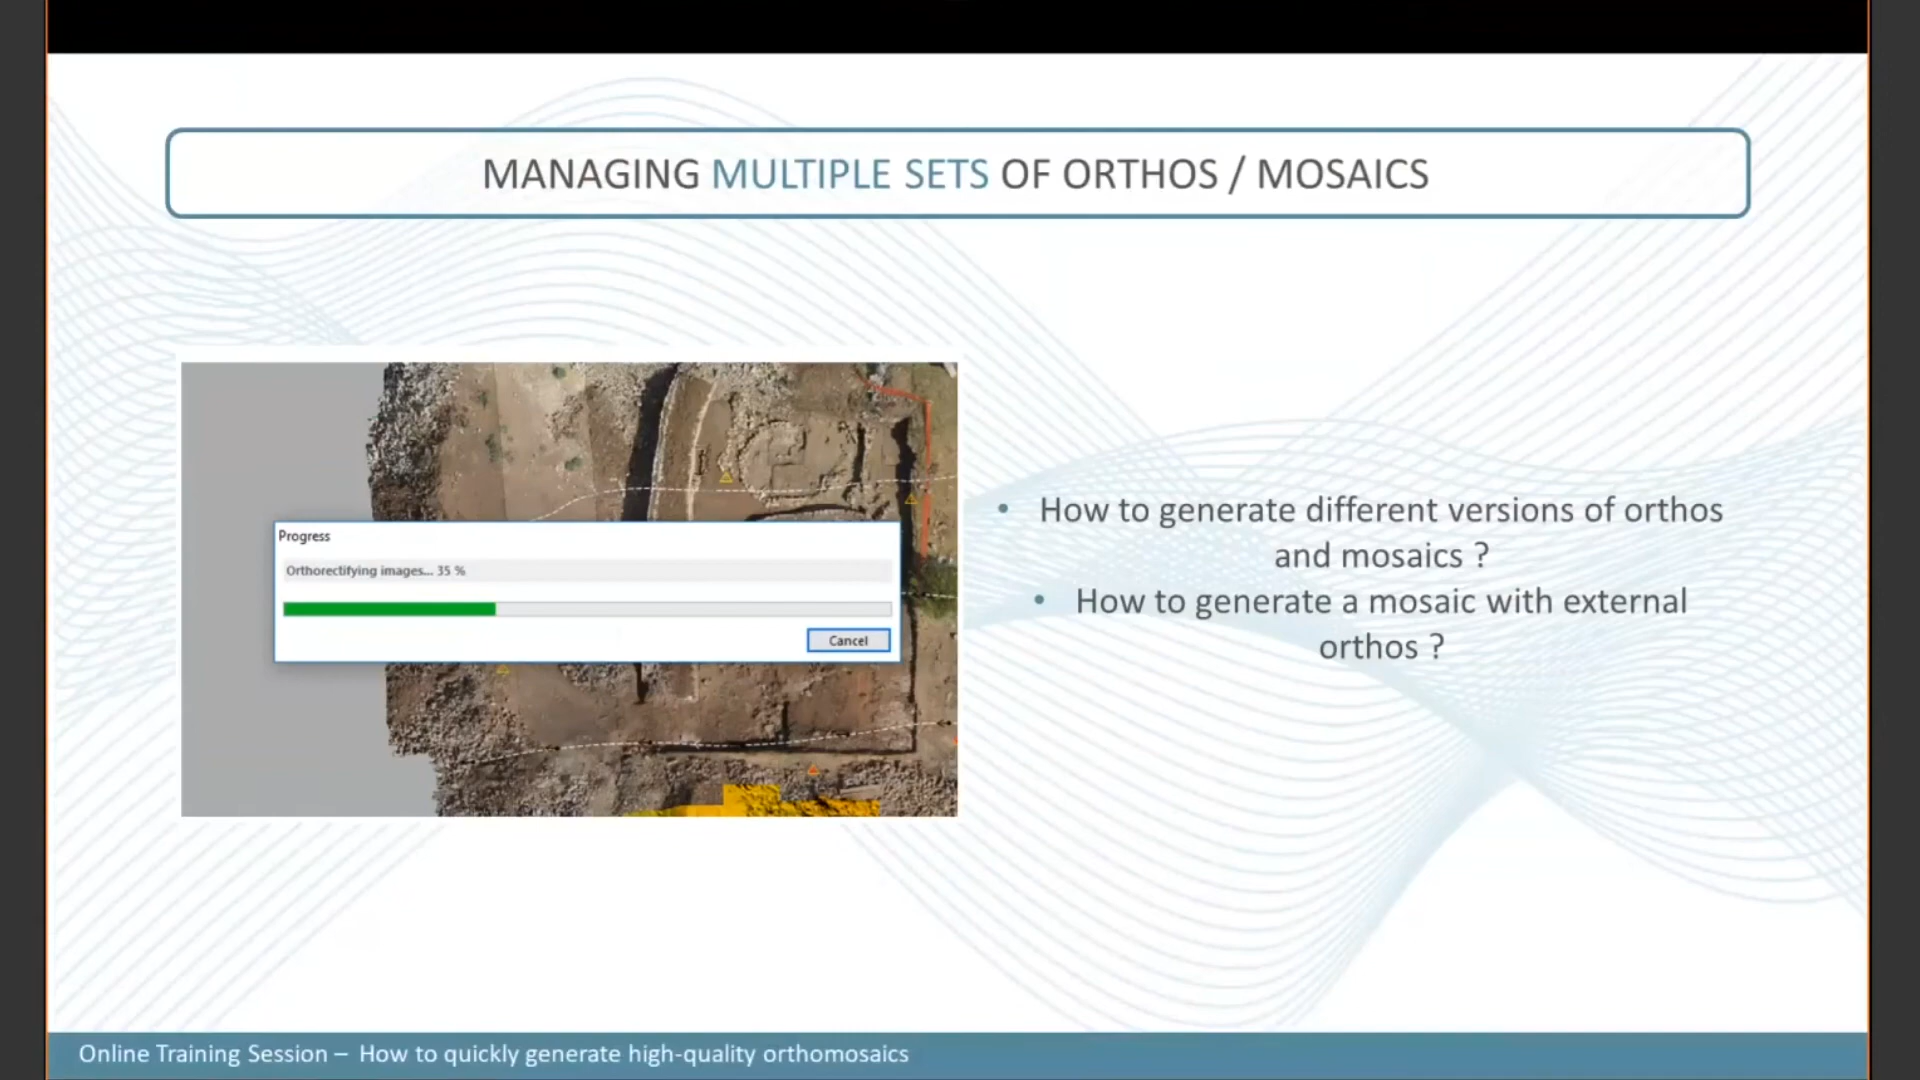 MANAGING MULTIPLE SETS OF ORTHOS / MOSAICS
Progress
Orthorectifying images... 35 %
Cancel
• How to generate different versions of orthos
and mosaics ?
• How to generate a mosaic with external
orthos ?
Online Training Session – How to quickly generate high-quality orthomosaics